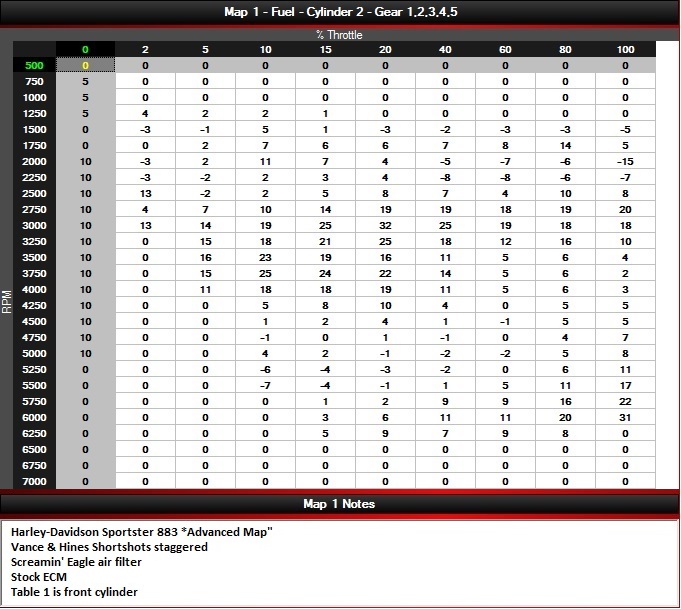 Map 1 - Fuel - Cylinder 2 - Gear 1,2,3,4,5
% Throttle
0 2 5 10 15 20 40 60 80 100
500 0 0 0 0 0 0 0 0 0 0
750 5 0 0 0 0 0 0 0 0 0
1000 5 0 0 0 0 0 0 0 0 0
1250 5 4 2 2 1 0 0 0 0 0
1500 0 -3 -1 5 1 -3 -2 -3 -3 -5
1750 0 0 2 7 6 6 7 8 14 5
2000 10 -3 2 11 7 4 -5 -7 -6 -15
2250 10 -3 -2 2 3 4 -8 -8 -6 -7
2500 10 13 -2 2 5 8 7 4 10 8
2750 10 4 7 10 14 19 19 18 19 20
3000 10 13 14 19 25 32 25 19 18 18
3250 10 0 15 18 21 25 18 12 16 10
3500 10 0 16 23 19 16 11 5 6 4
3750 10 0 15 25 24 22 14 5 6 2
4000 10 0 11 18 18 19 11 5 6 3
4250 10 0 0 5 8 10 4 0 5 5
4500 10 0 0 1 2 4 1 -1 5 5
4750 10 0 0 -1 0 1 -1 0 4 7
5000 10 0 0 4 2 -1 -2 -2 5 8
5250 0 0 0 -6 -4 -3 -2 0 6 11
5500 0 0 0 -7 -4 -1 1 5 11 17
5750 0 0 0 0 1 2 9 9 16 22
6000 0 0 0 0 3 6 11 11 20 31
6250 0 0 0 0 5 9 7 9 8 0
6500 0 0 0 0 0 0 0 0 0 0
6750 0 0 0 0 0 0 0 0 0 0
7000 0 0 0 0 0 0 0 0 0 0
RPM
Map 1 Notes
Harley-Davidson Sportster 883 *Advanced Map"
Vance & Hines Shortshots staggered
Screamin' Eagle air filter
Stock ECM
Table 1 is front cylinder